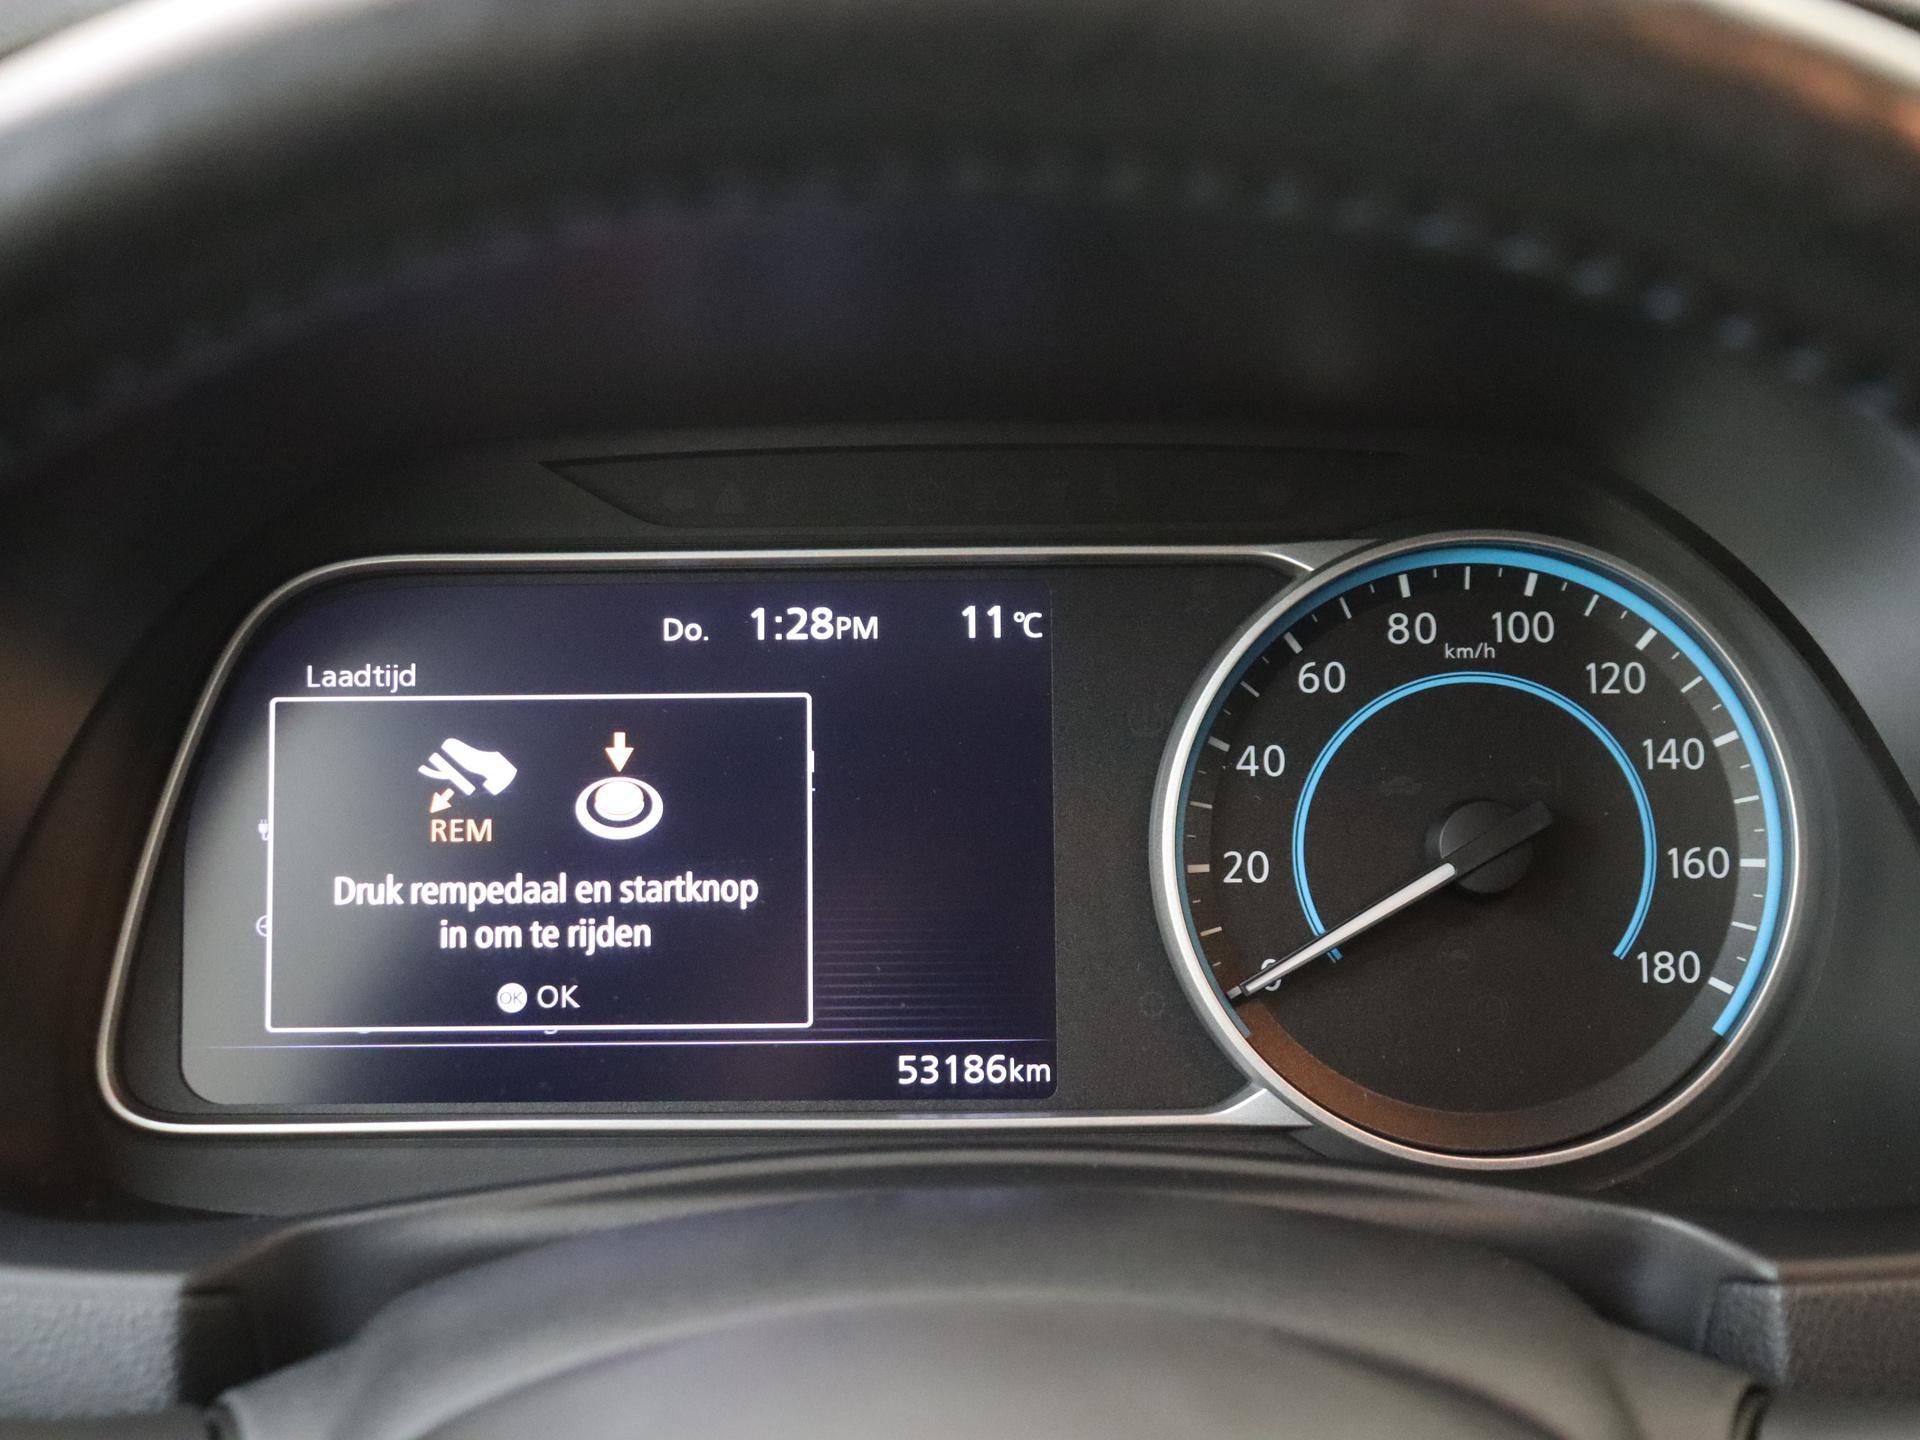 Do. 1:28PM 11°C
Laadtijd
REM
Druk rempedaal en startknop
in om te rijden
OK OK
53186km
0
20
40
60
80
100
120
140
160
180
km/h